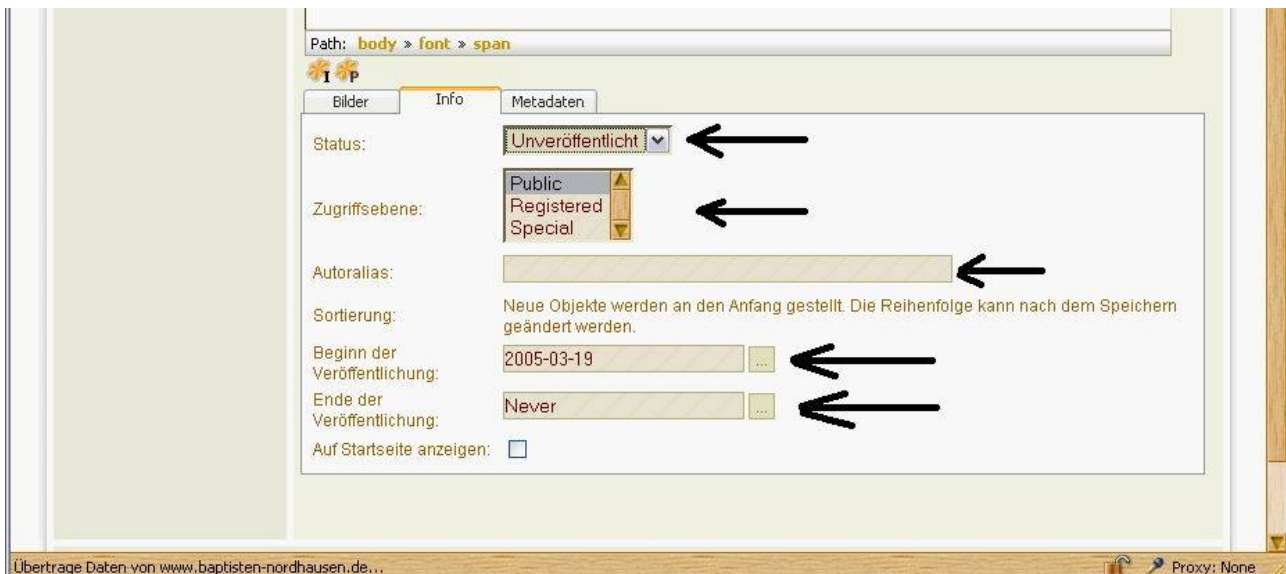 Path: body » font » span
I P
Bilder Info Metadaten
Status: Unveröffentlicht
Public
Zugriffsebene: Registered
Special
Autoralias:
Sortierung: Neue Objekte werden an den Anfang gestellt. Die Reihenfolge kann nach dem Speichern
geändert werden.
Beginn der
Veröffentlichung: 2005-03-19 ...
Ende der
Veröffentlichung: Never ...
Auf Startseite anzeigen:
Übertrage Daten von www.baptisten-nordhausen.de... Proxy: None